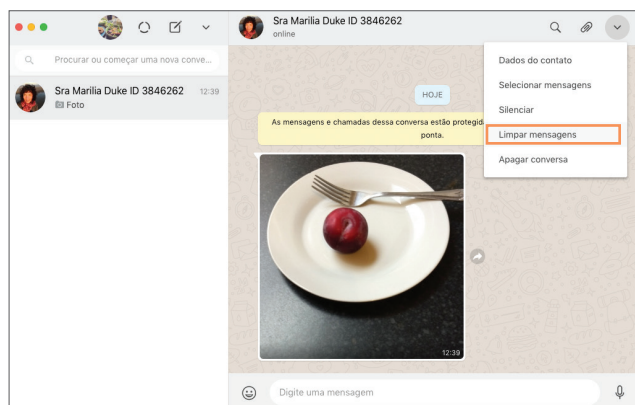 Procurar ou começar uma nova conve...
Sra Marilia Duke ID 3846262
12:39
Foto
Sra Marilia Duke ID 3846262
online
HOJE
As mensagens e chamadas dessa conversa estão protegid
ponta.
12:39
Digite uma mensagem
Dados do contato
Selecionar mensagens
Silenciar
Limpar mensagens
Apagar conversa